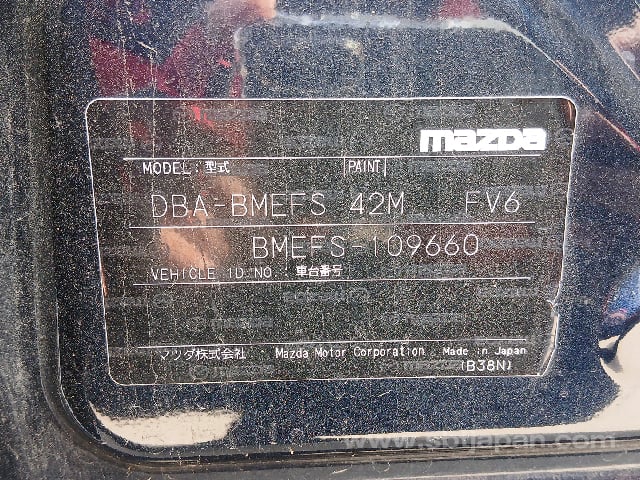 mazda
MODEL : 型式 PAINT
DBA-BMEFS 42M FV6
BMEFS-109660
VEHICLE ID NO. : 車台番号
マツダ株式会社 : Mazda Motor Corporation Made in Japan
(B38N)
www.sbtjapan.com